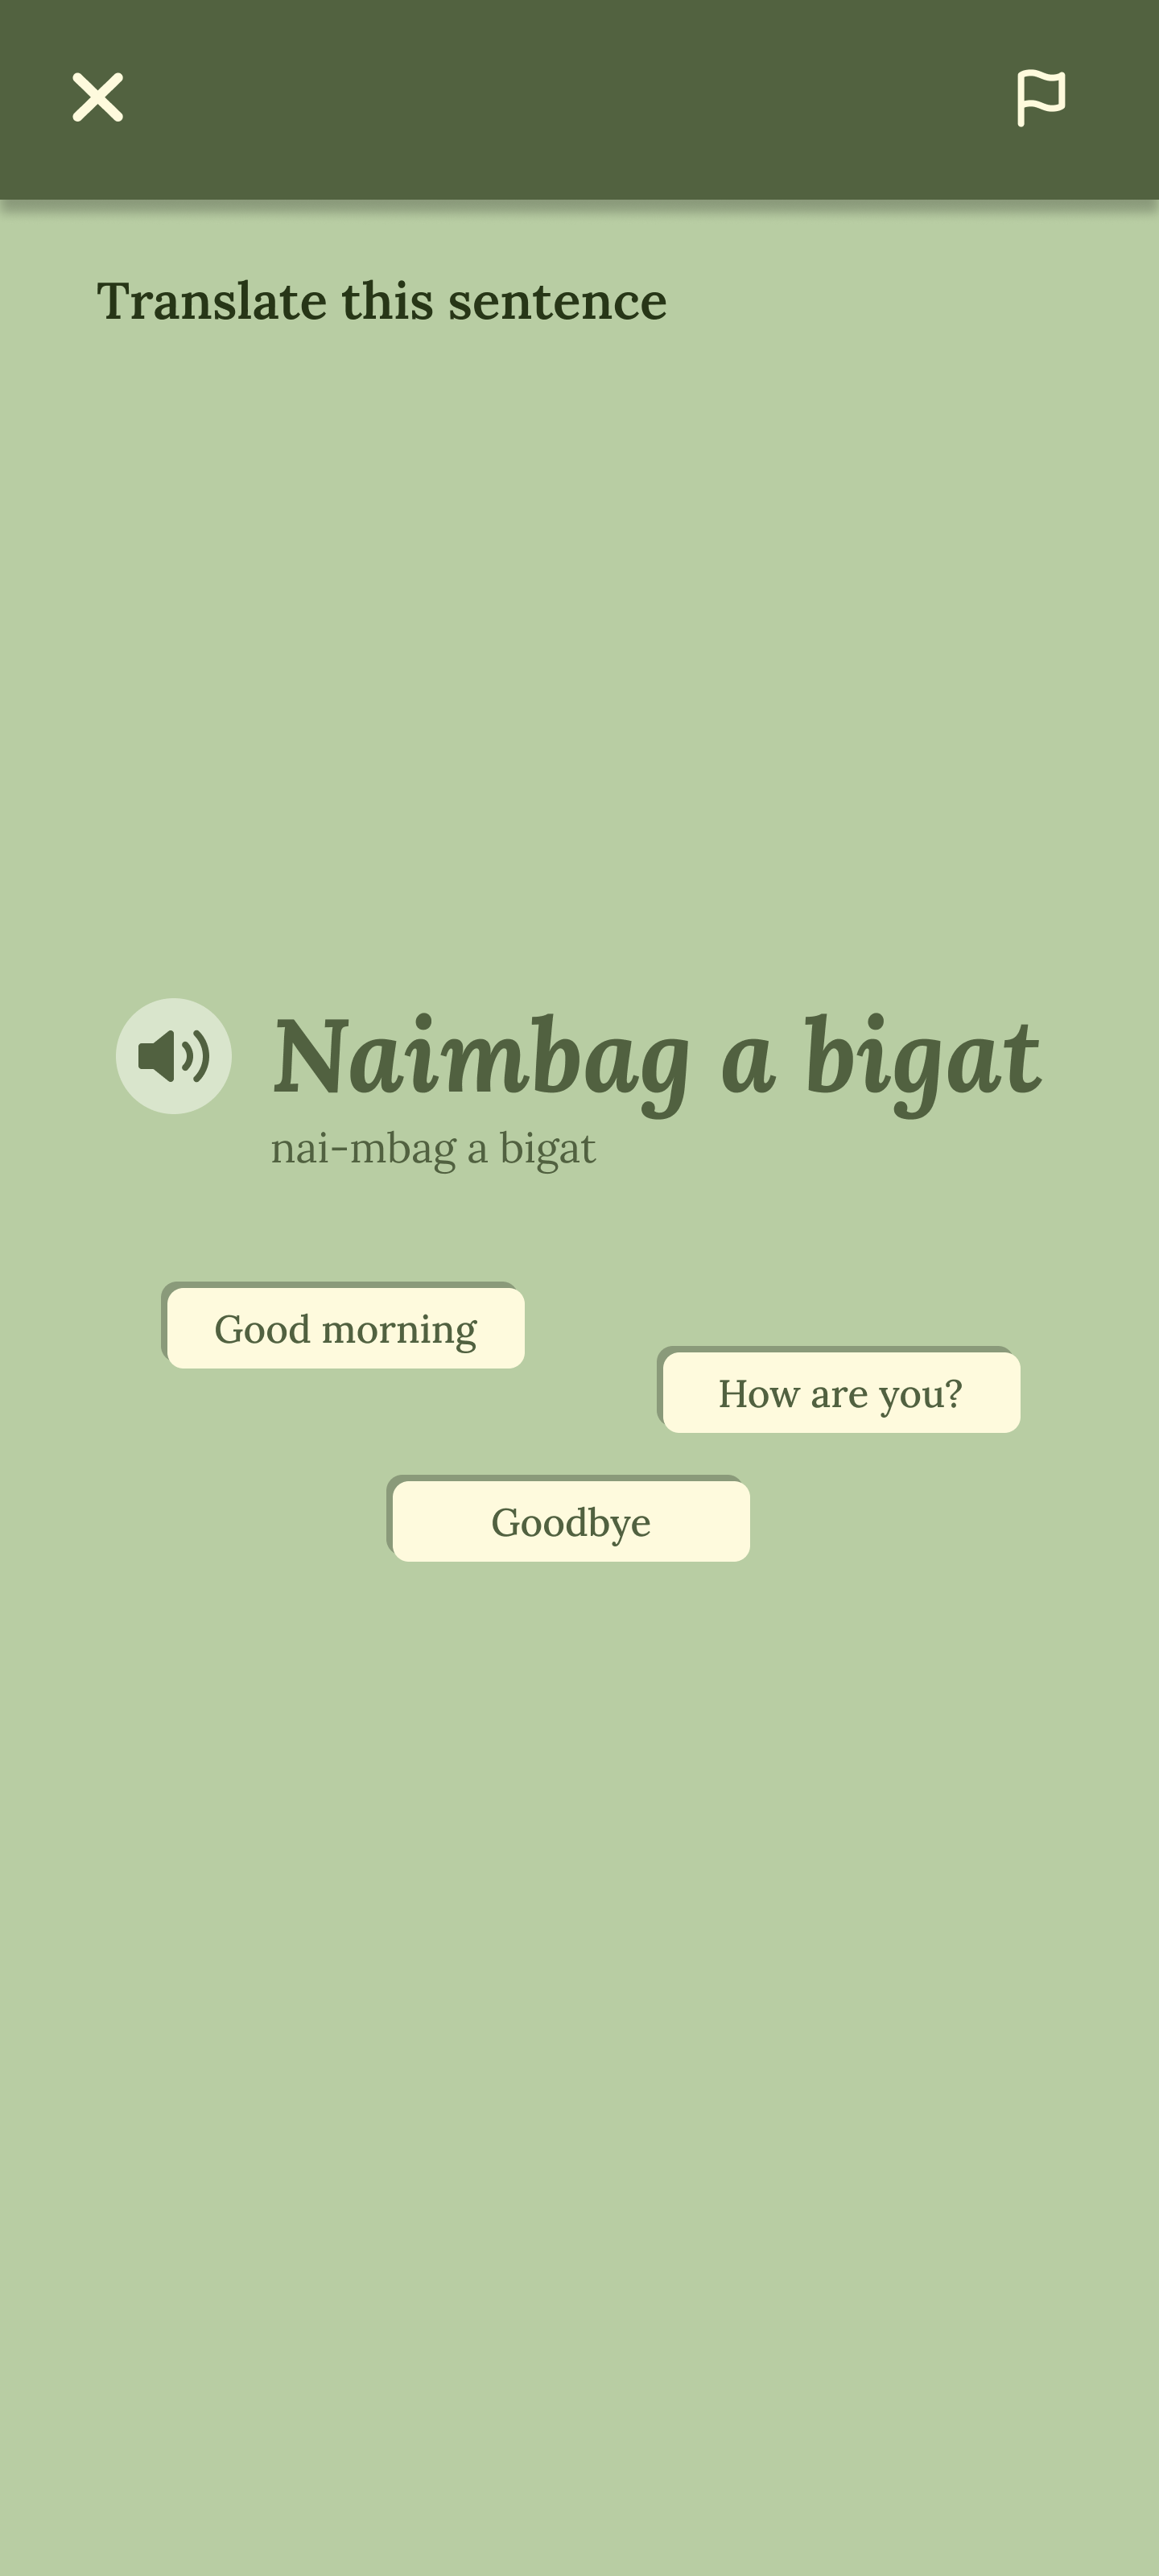 Translate this sentence
Naimbag a bigat
nai-mbag a bigat
Good morning
How are you?
Goodbye